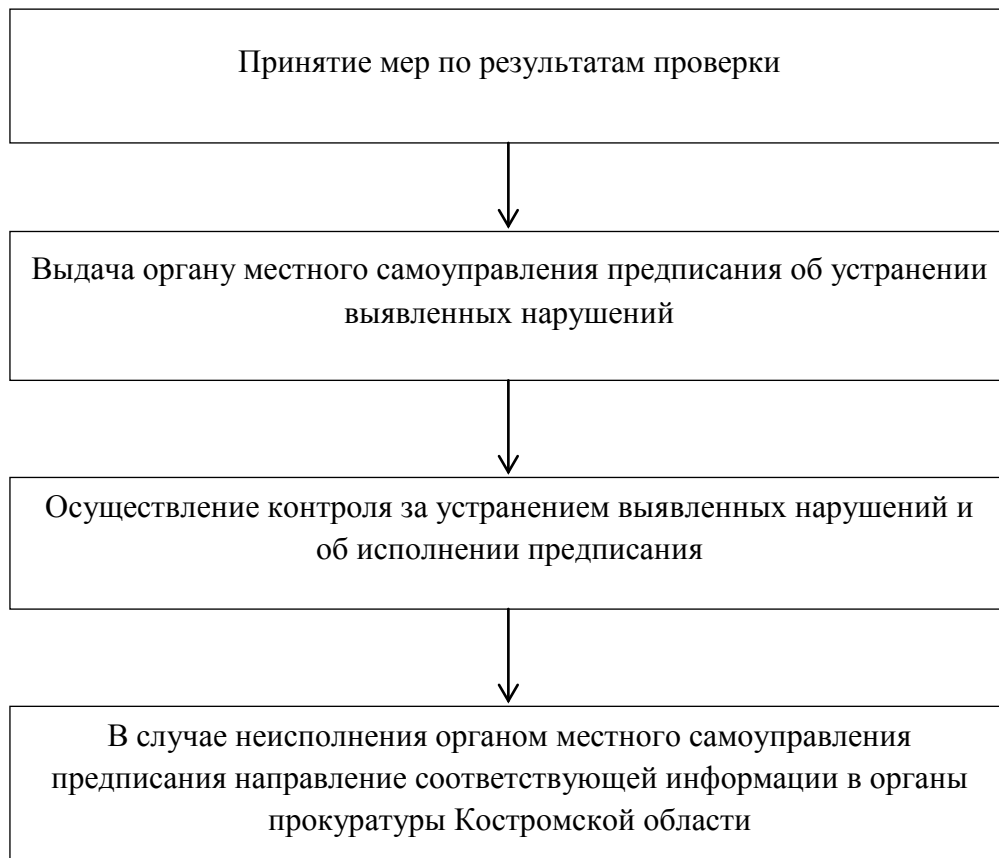 Принятие мер по результатам проверки
Выдача органу местного самоуправления предписания об устранении
выявленных нарушений
Осуществление контроля за устранением выявленных нарушений и
об исполнении предписания
В случае неисполнения органом местного самоуправления
предписания направление соответствующей информации в органы
прокуратуры Костромской области